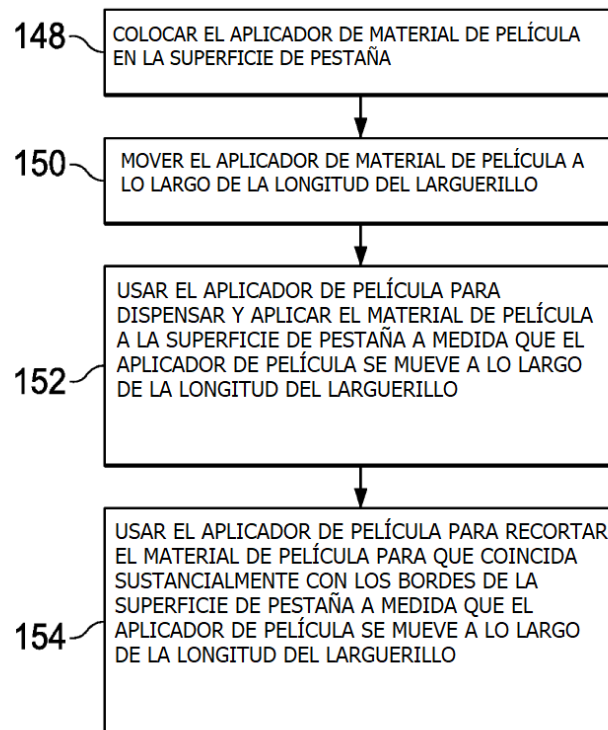 148
COLOCAR EL APLICADOR DE MATERIAL DE PELÍCULA
EN LA SUPERFICIE DE PESTAÑA
150
MOVER EL APLICADOR DE MATERIAL DE PELÍCULA A
LO LARGO DE LA LONGITUD DEL LARGUERILLO
152
USAR EL APLICADOR DE PELÍCULA PARA
DISPENSAR Y APLICAR EL MATERIAL DE PELÍCULA
A LA SUPERFICIE DE PESTAÑA A MEDIDA QUE EL
APLICADOR DE PELÍCULA SE MUEVE A LO LARGO
DE LA LONGITUD DEL LARGUERILLO
154
USAR EL APLICADOR DE PELÍCULA PARA RECORTAR
EL MATERIAL DE PELÍCULA PARA QUE COINCIDA
SUSTANCIALMENTE CON LOS BORDES DE LA
SUPERFICIE DE PESTAÑA A MEDIDA QUE EL
APLICADOR DE PELÍCULA SE MUEVE A LO LARGO
DE LA LONGITUD DEL LARGUERILLO